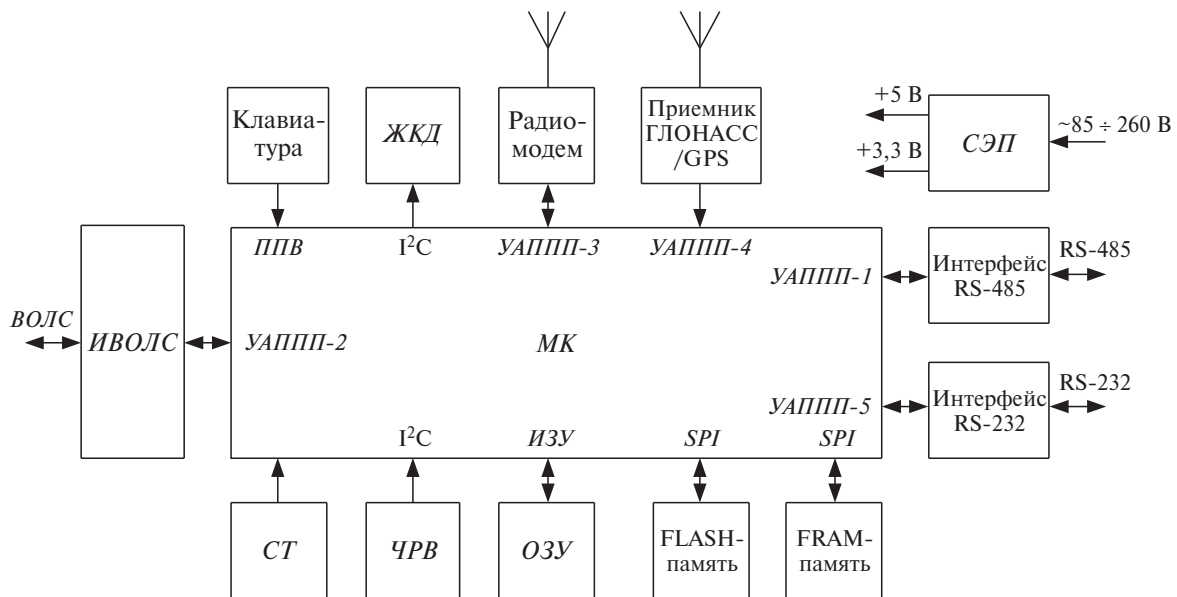 Клавиа-
тура
ЖКД
Радио-
модем
Приемник
ГЛОНАСС
/GPS
+5 В
+3,3 В
СЭП
~85 ÷ 260 В
ППВ
I²C
УАППП-3
УАППП-4
УАППП-1
Интерфейс
RS-485
RS-485
ВОЛС
ИВОЛС
УАППП-2
МК
УАППП-5
Интерфейс
RS-232
RS-232
I²C
ИЗУ
SPI
SPI
СТ
ЧРВ
ОЗУ
FLASH-
память
FRAM-
память